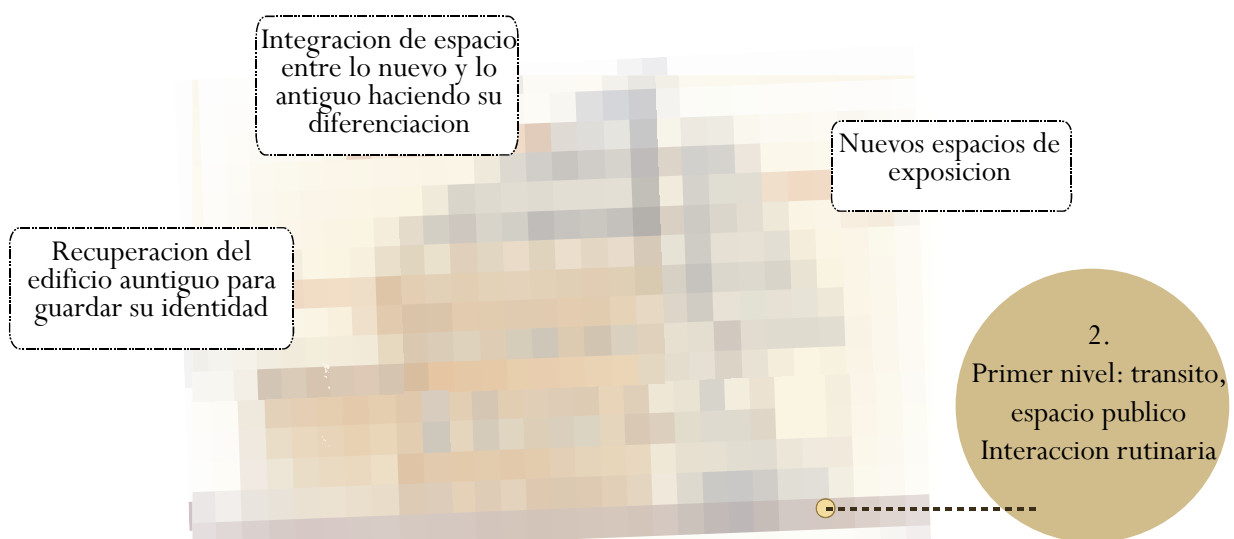 Integracion de espacio
entre lo nuevo y lo
antiguo haciendo su
diferenciacion
Nuevos espacios de
exposicion
Recuperacion del
edificio auntiguo para
guardar su identidad
2.
Primer nivel: transito,
espacio publico
Interaccion rutinaria